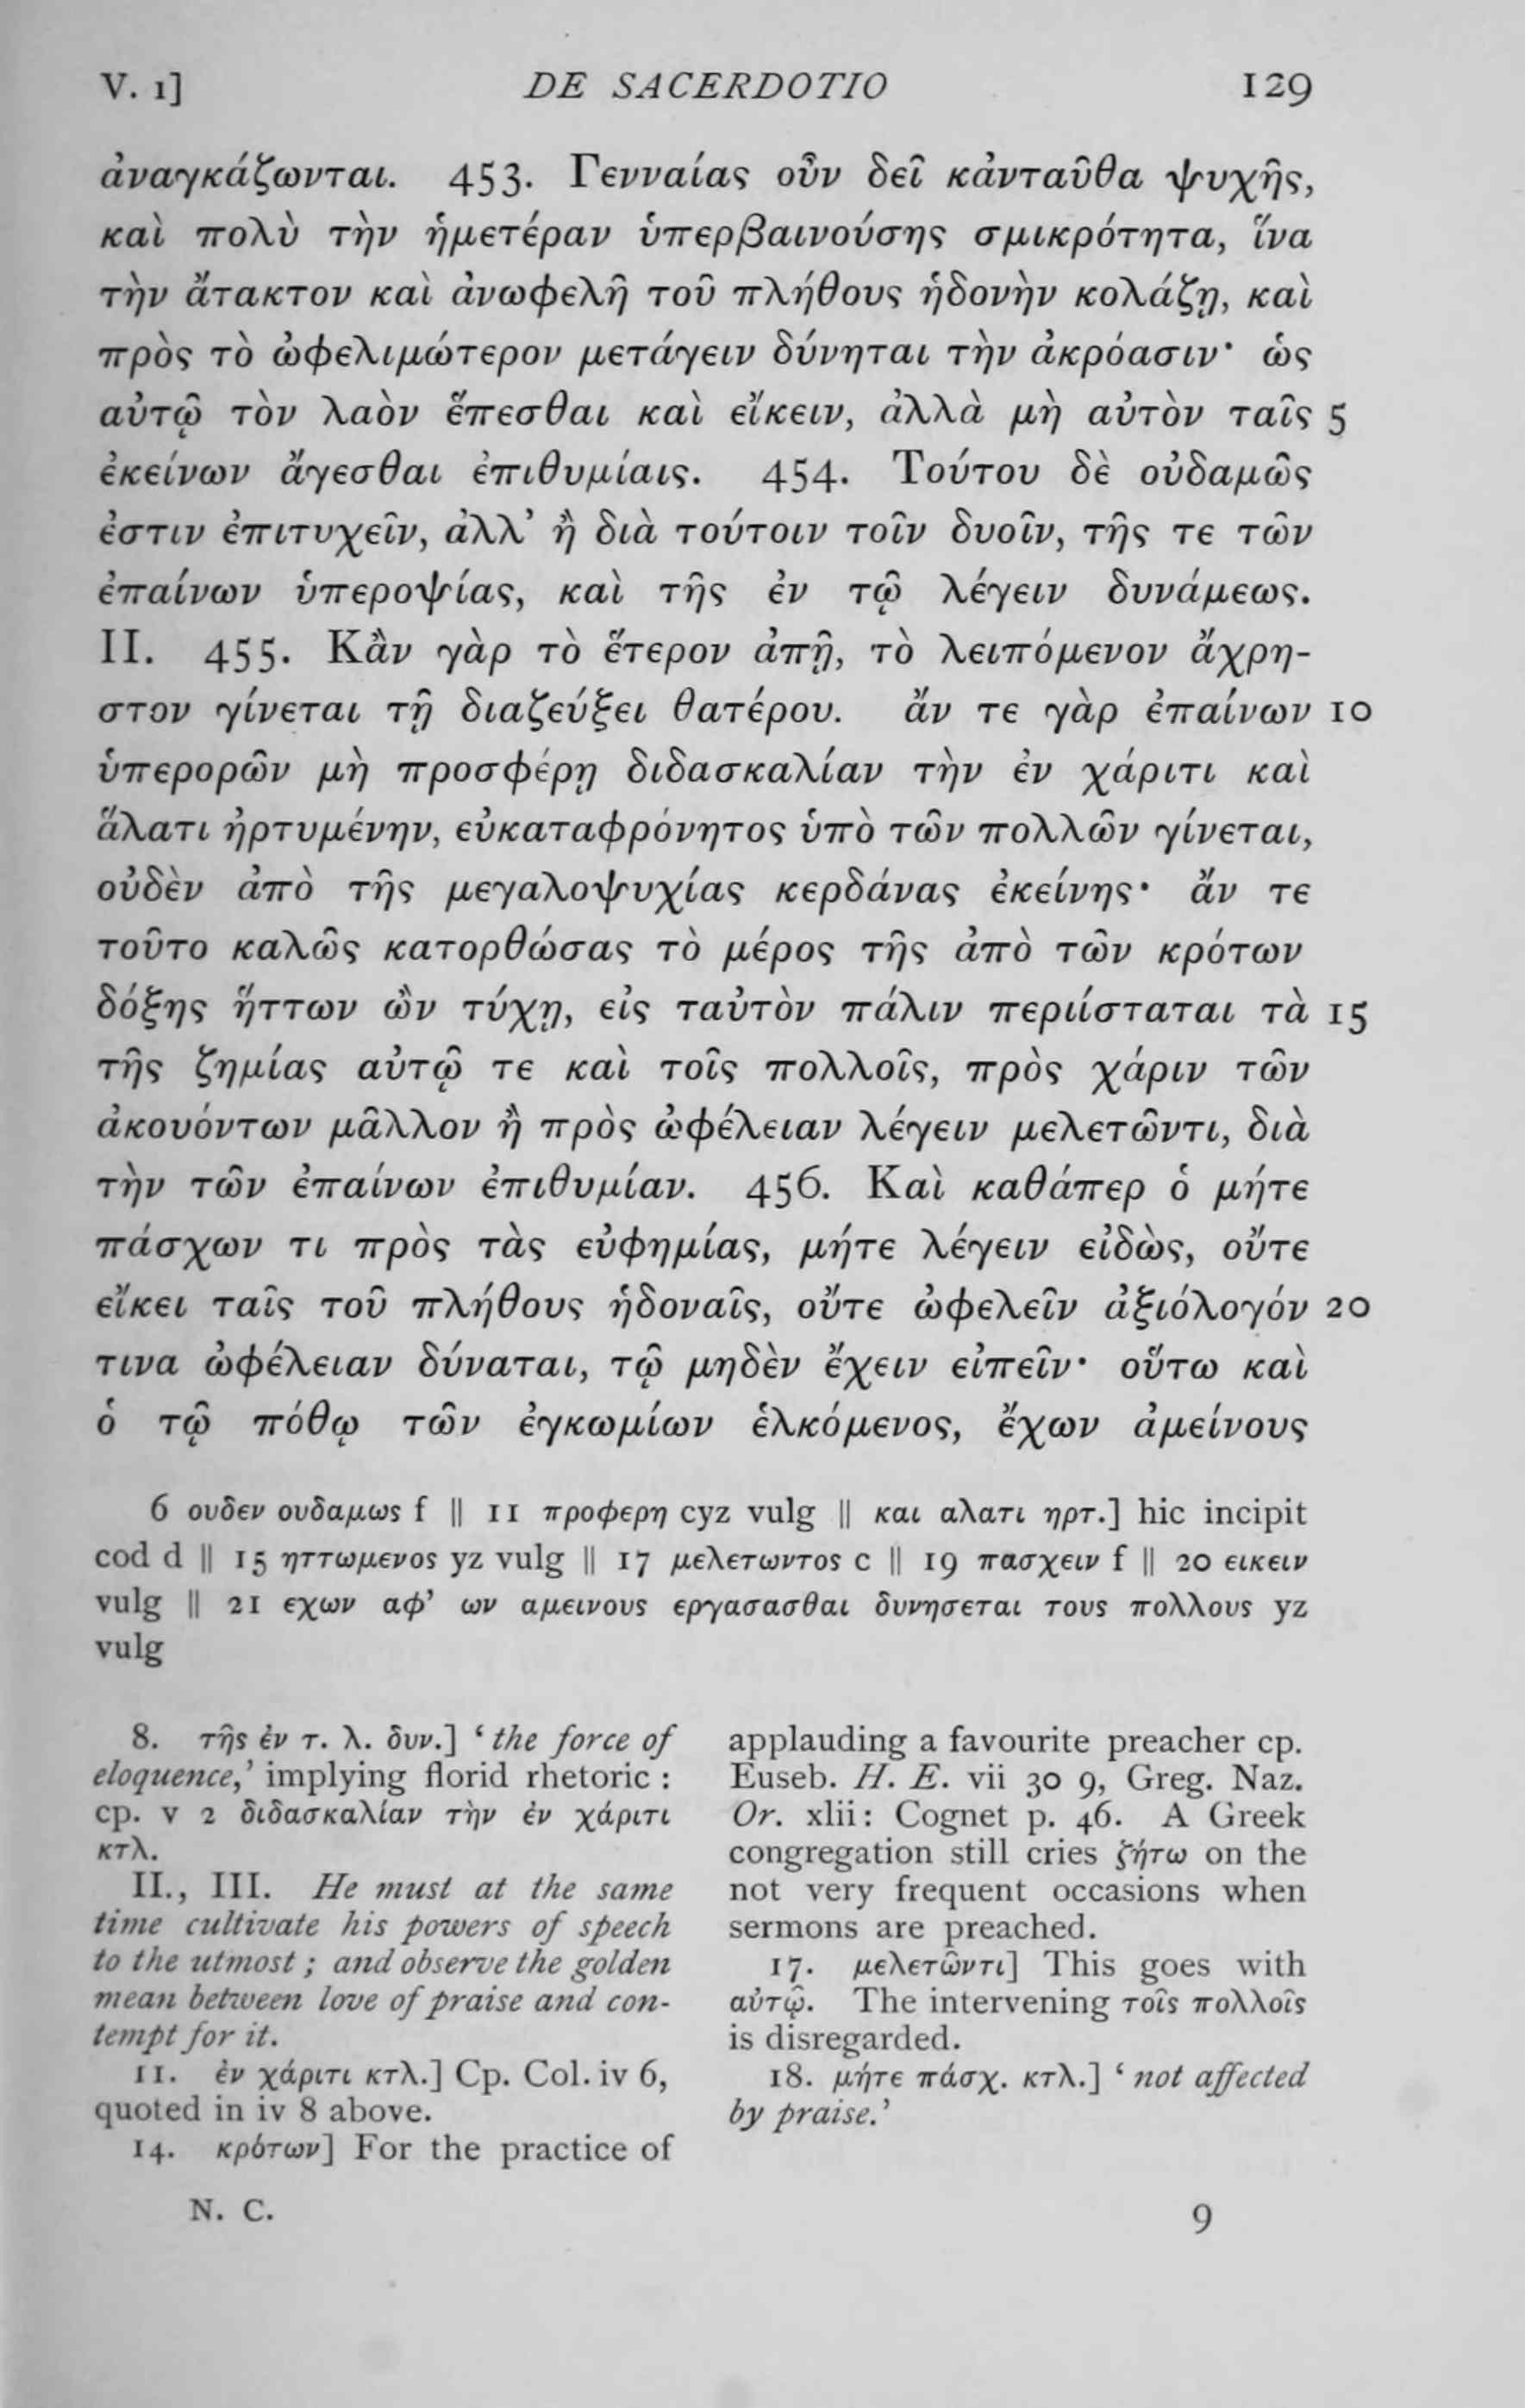 V. 1] DE SACERDOTIO 129
ἀναγκάζωνται. 453. Γενναίας οὖν δεῖ κἀνταῦθα ψυχῆς,
καὶ πολὺ τὴν ἡμετέραν ὑπερβαινούσης σμικρότητα, ἵνα
τὴν ἄτακτον καὶ ἀνωφελῆ τοῦ πλήθους ἡδονὴν κολάζῃ, καὶ
πρὸς τὸ ὠφελιμώτερον μετάγειν δύνηται τὴν ἀκρόασιν· ὡς
αὐτῷ τὸν λαὸν ἕπεσθαι καὶ εἴκειν, ἀλλὰ μὴ αὐτὸν ταῖς 5
ἐκείνων ἄγεσθαι ἐπιθυμίαις. 454. Τούτου δὲ οὐδαμῶς
ἐστιν ἐπιτυχεῖν, ἀλλ’ ἢ διὰ τούτοιν τοῖν δυοῖν, τῆς τε τῶν
ἐπαίνων ὑπεροψίας, καὶ τῆς ἐν τῷ λέγειν δυνάμεως.
II. 455. Κἂν γὰρ τὸ ἕτερον ἀπῇ, τὸ λειπόμενον ἄχρη-
στον γίνεται τῇ διαζεύξει θατέρου. ἄν τε γὰρ ἐπαίνων 10
ὑπερορῶν μὴ προσφέρῃ διδασκαλίαν τὴν ἐν χάριτι καὶ
ἅλατι ἠρτυμένην, εὐκαταφρόνητος ὑπὸ τῶν πολλῶν γίνεται,
οὐδὲν ἀπὸ τῆς μεγαλοψυχίας κερδάνας ἐκείνης· ἄν τε
τοῦτο καλῶς κατορθώσας τὸ μέρος τῆς ἀπὸ τῶν κρότων
δόξης ἥττων ὢν τύχῃ, εἰς ταὐτὸν πάλιν περιίσταται τὰ 15
τῆς ζημίας αὐτῷ τε καὶ τοῖς πολλοῖς, πρὸς χάριν τῶν
ἀκουόντων μᾶλλον ἢ πρὸς ὠφέλειαν λέγειν μελετῶντι, διὰ
τὴν τῶν ἐπαίνων ἐπιθυμίαν. 456. Καὶ καθάπερ ὁ μήτε
πάσχων τι πρὸς τὰς εὐφημίας, μήτε λέγειν εἰδὼς, οὔτε
εἴκει ταῖς τοῦ πλήθους ἡδοναῖς, οὔτε ὠφελεῖν ἀξιόλογόν 20
τινα ὠφέλειαν δύναται, τῷ μηδὲν ἔχειν εἰπεῖν· οὕτω καὶ
ὁ τῷ πόθῳ τῶν ἐγκωμίων ἑλκόμενος, ἔχων ἀμείνους
6 ουδεν ουδαμως f || 11 προφερη cyz vulg || και αλατι ηρτ.] hic incipit
cod d || 15 ηττωμενος yz vulg || 17 μελετωντος c || 19 πασχειν f || 20 εικειν
vulg || 21 εχων αφ’ ων αμεινους εργασασθαι δυνησεται τους πολλους yz
vulg
8. τῆς ἐν τ. λ. δυν.] ‘the force of
eloquence,’ implying florid rhetoric :
cp. v 2 διδασκαλίαν τὴν ἐν χάριτι
κτλ.
II., III. He must at the same
time cultivate his powers of speech
to the utmost ; and observe the golden
mean between love of praise and con-
tempt for it.
11. ἐν χάριτι κτλ.] Cp. Col. iv 6,
quoted in iv 8 above.
14. κρότων] For the practice of
applauding a favourite preacher cp.
Euseb. H. E. vii 30 9, Greg. Naz.
Or. xlii: Cognet p. 46. A Greek
congregation still cries ζήτω on the
not very frequent occasions when
sermons are preached.
17. μελετῶντι] This goes with
αὐτῷ. The intervening τοῖς πολλοῖς
is disregarded.
18. μήτε πάσχ. κτλ.] ‘not affected
by praise.’
N. C. 9